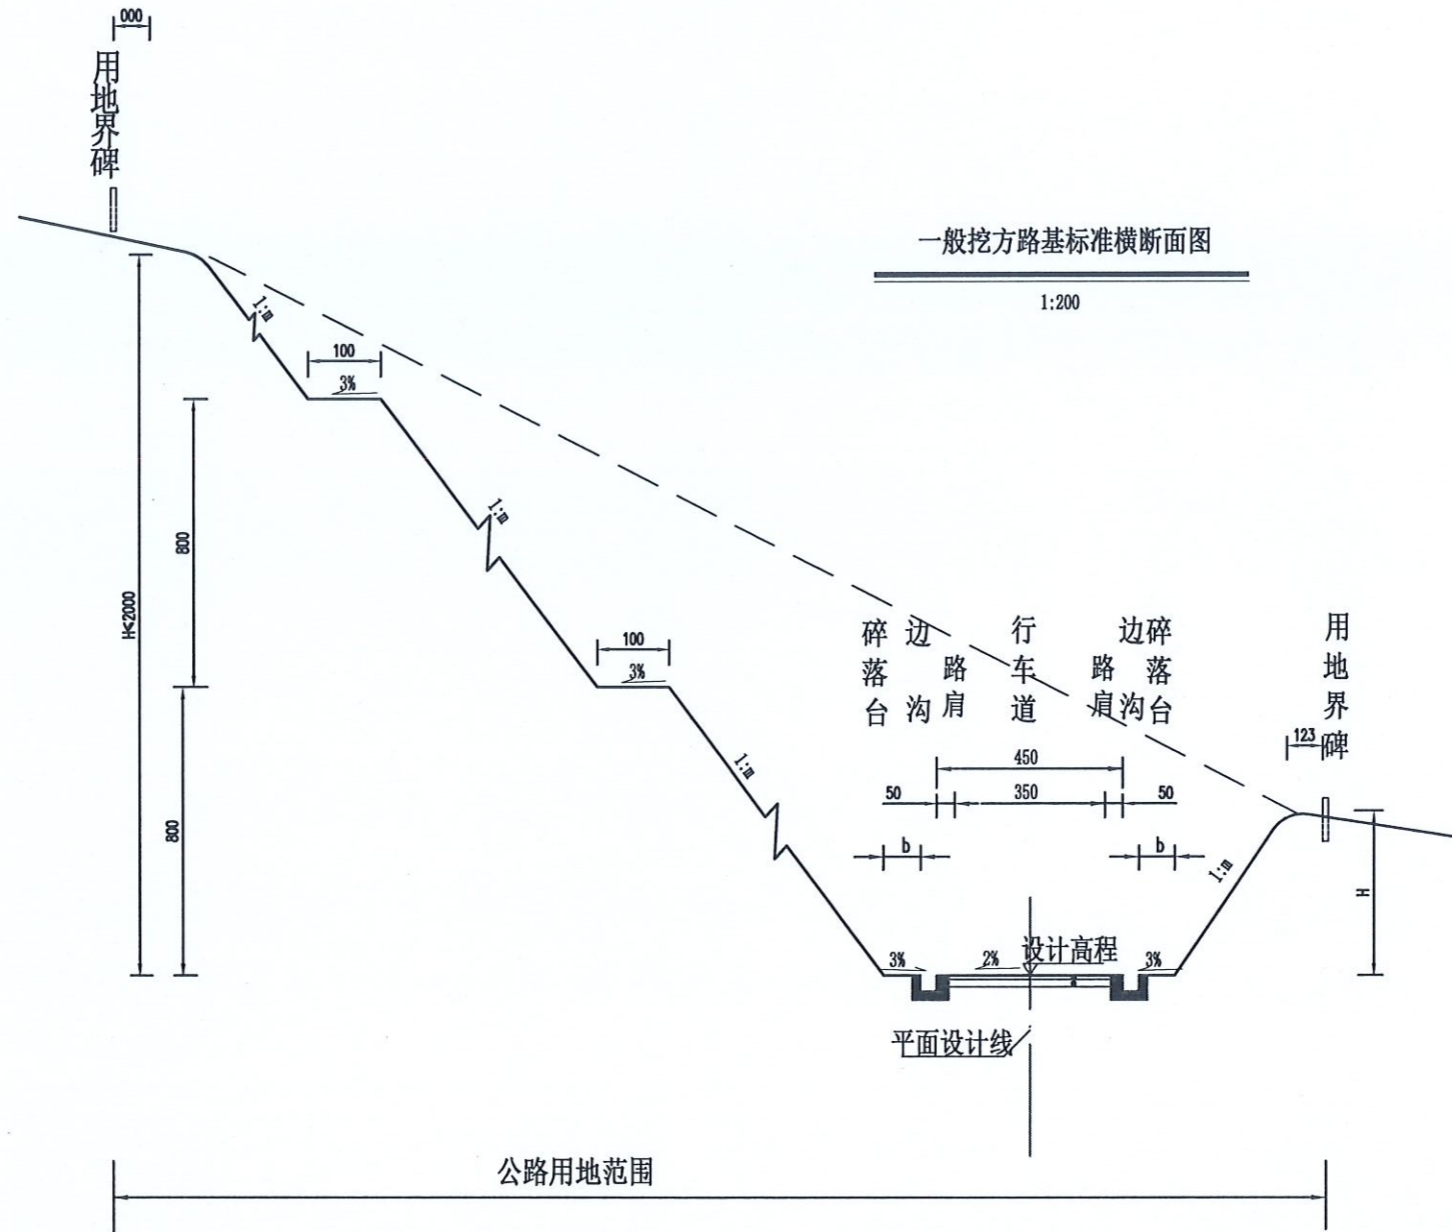 000
用地界碑
一般挖方路基标准横断面图
1:200
1:m
100
3%
800
H≤2000
1:m
100
3%
800
1:m
碎落台
边沟
路肩
行车道
路肩
边沟
碎落台
用地界碑
123
450
50
350
50
b
b
1:m
H
3%
2%
设计高程
3%
平面设计线
公路用地范围